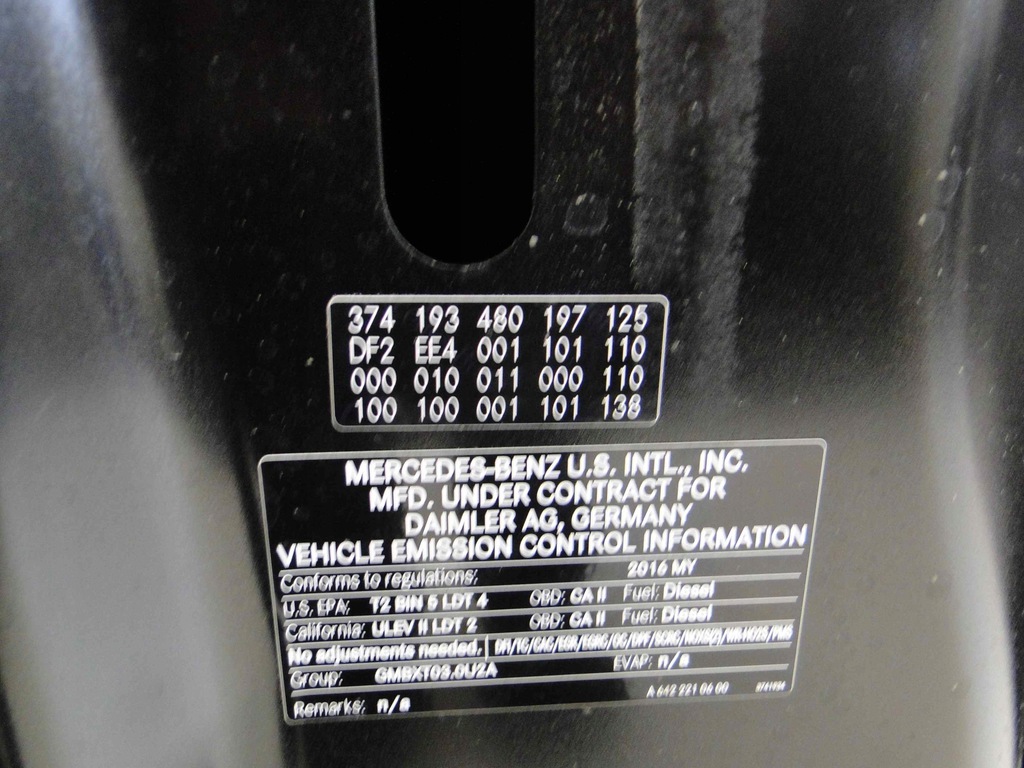 374 193 480 197 125
DF2 EE4 001 101 110
000 010 011 000 110
100 100 001 101 138
MERCEDES-BENZ U.S. INTL., INC.
MFD. UNDER CONTRACT FOR
DAIMLER AG, GERMANY
VEHICLE EMISSION CONTROL INFORMATION
Conforms to regulations: 2016 MY
U.S. EPA: T2 BIN 5 LDT 4 OBD: CA II Fuel: Diesel
California: ULEV II LDT 2 OBD: CA II Fuel: Diesel
No adjustments needed.
Group: GMBXT03.0U2A EVAP: n/a
Remarks: n/a A 642 221 06 00